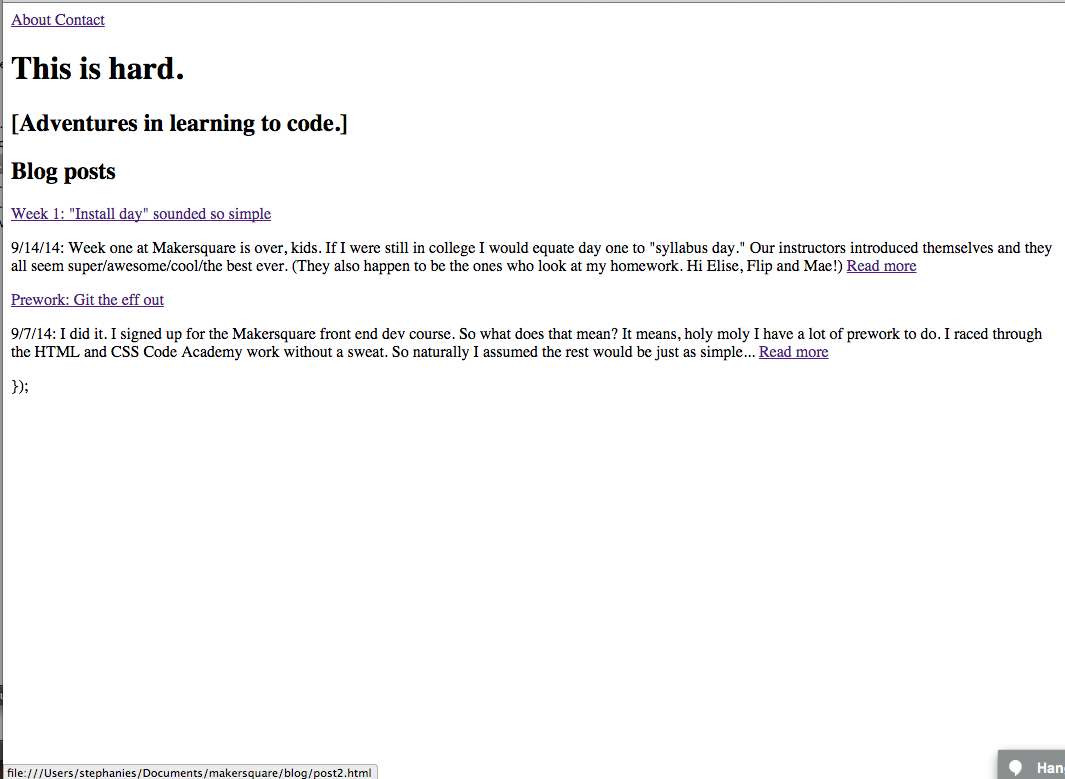 About Contact
This is hard.
[Adventures in learning to code.]
Blog posts
Week 1: "Install day" sounded so simple
9/14/14: Week one at Makersquare is over, kids. If I were still in college I would equate day one to "syllabus day." Our instructors introduced themselves and they
all seem super/awesome/cool/the best ever. (They also happen to be the ones who look at my homework. Hi Elise, Flip and Mae!) Read more
Prework: Git the eff out
9/7/14: I did it. I signed up for the Makersquare front end dev course. So what does that mean? It means, holy moly I have a lot of prework to do. I raced through
the HTML and CSS Code Academy work without a sweat. So naturally I assumed the rest would be just as simple... Read more
});
file:///Users/stephanies/Documents/makersquare/blog/post2.html
Han